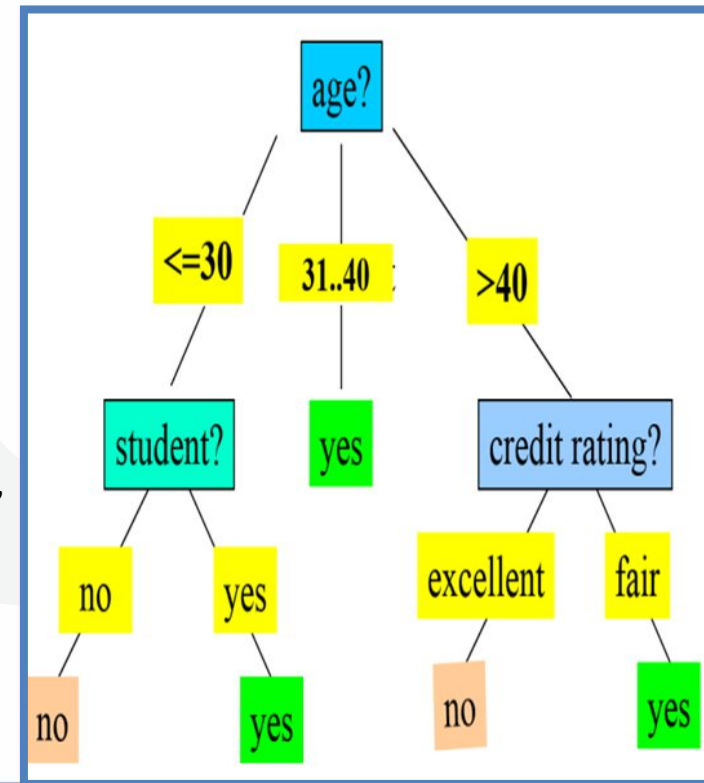 age?
<=30 31..40 >40
student? yes credit rating?
no yes excellent fair
no yes no yes